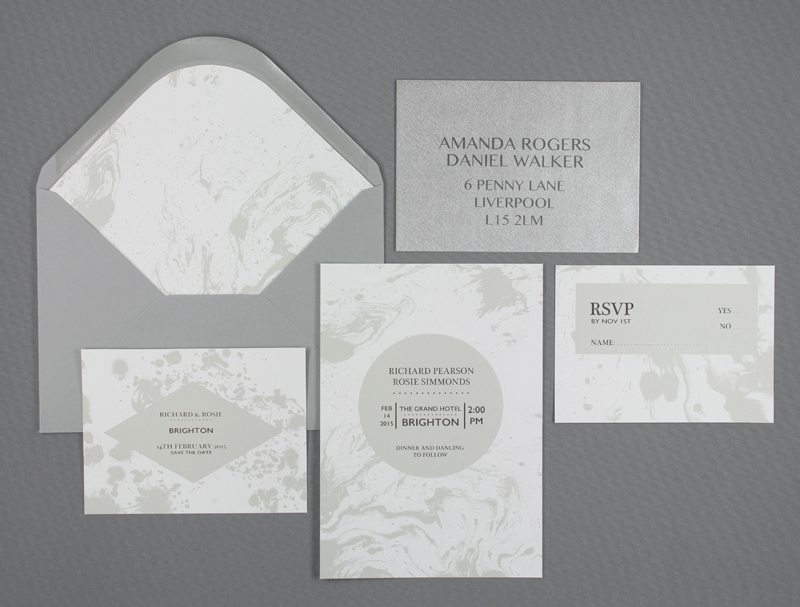 AMANDA ROGERS
DANIEL WALKER
6 PENNY LANE
LIVERPOOL
L15 2LM
RICHARD & ROSIE
BRIGHTON
14TH FEBRUARY 2015
SAVE THE DATE
RICHARD PEARSON
ROSIE SIMMONDS
FEB
14
2015
THE GRAND HOTEL
BRIGHTON
2:00
PM
DINNER AND DANCING
TO FOLLOW
RSVP
BY NOV 1ST
YES
NO
NAME: